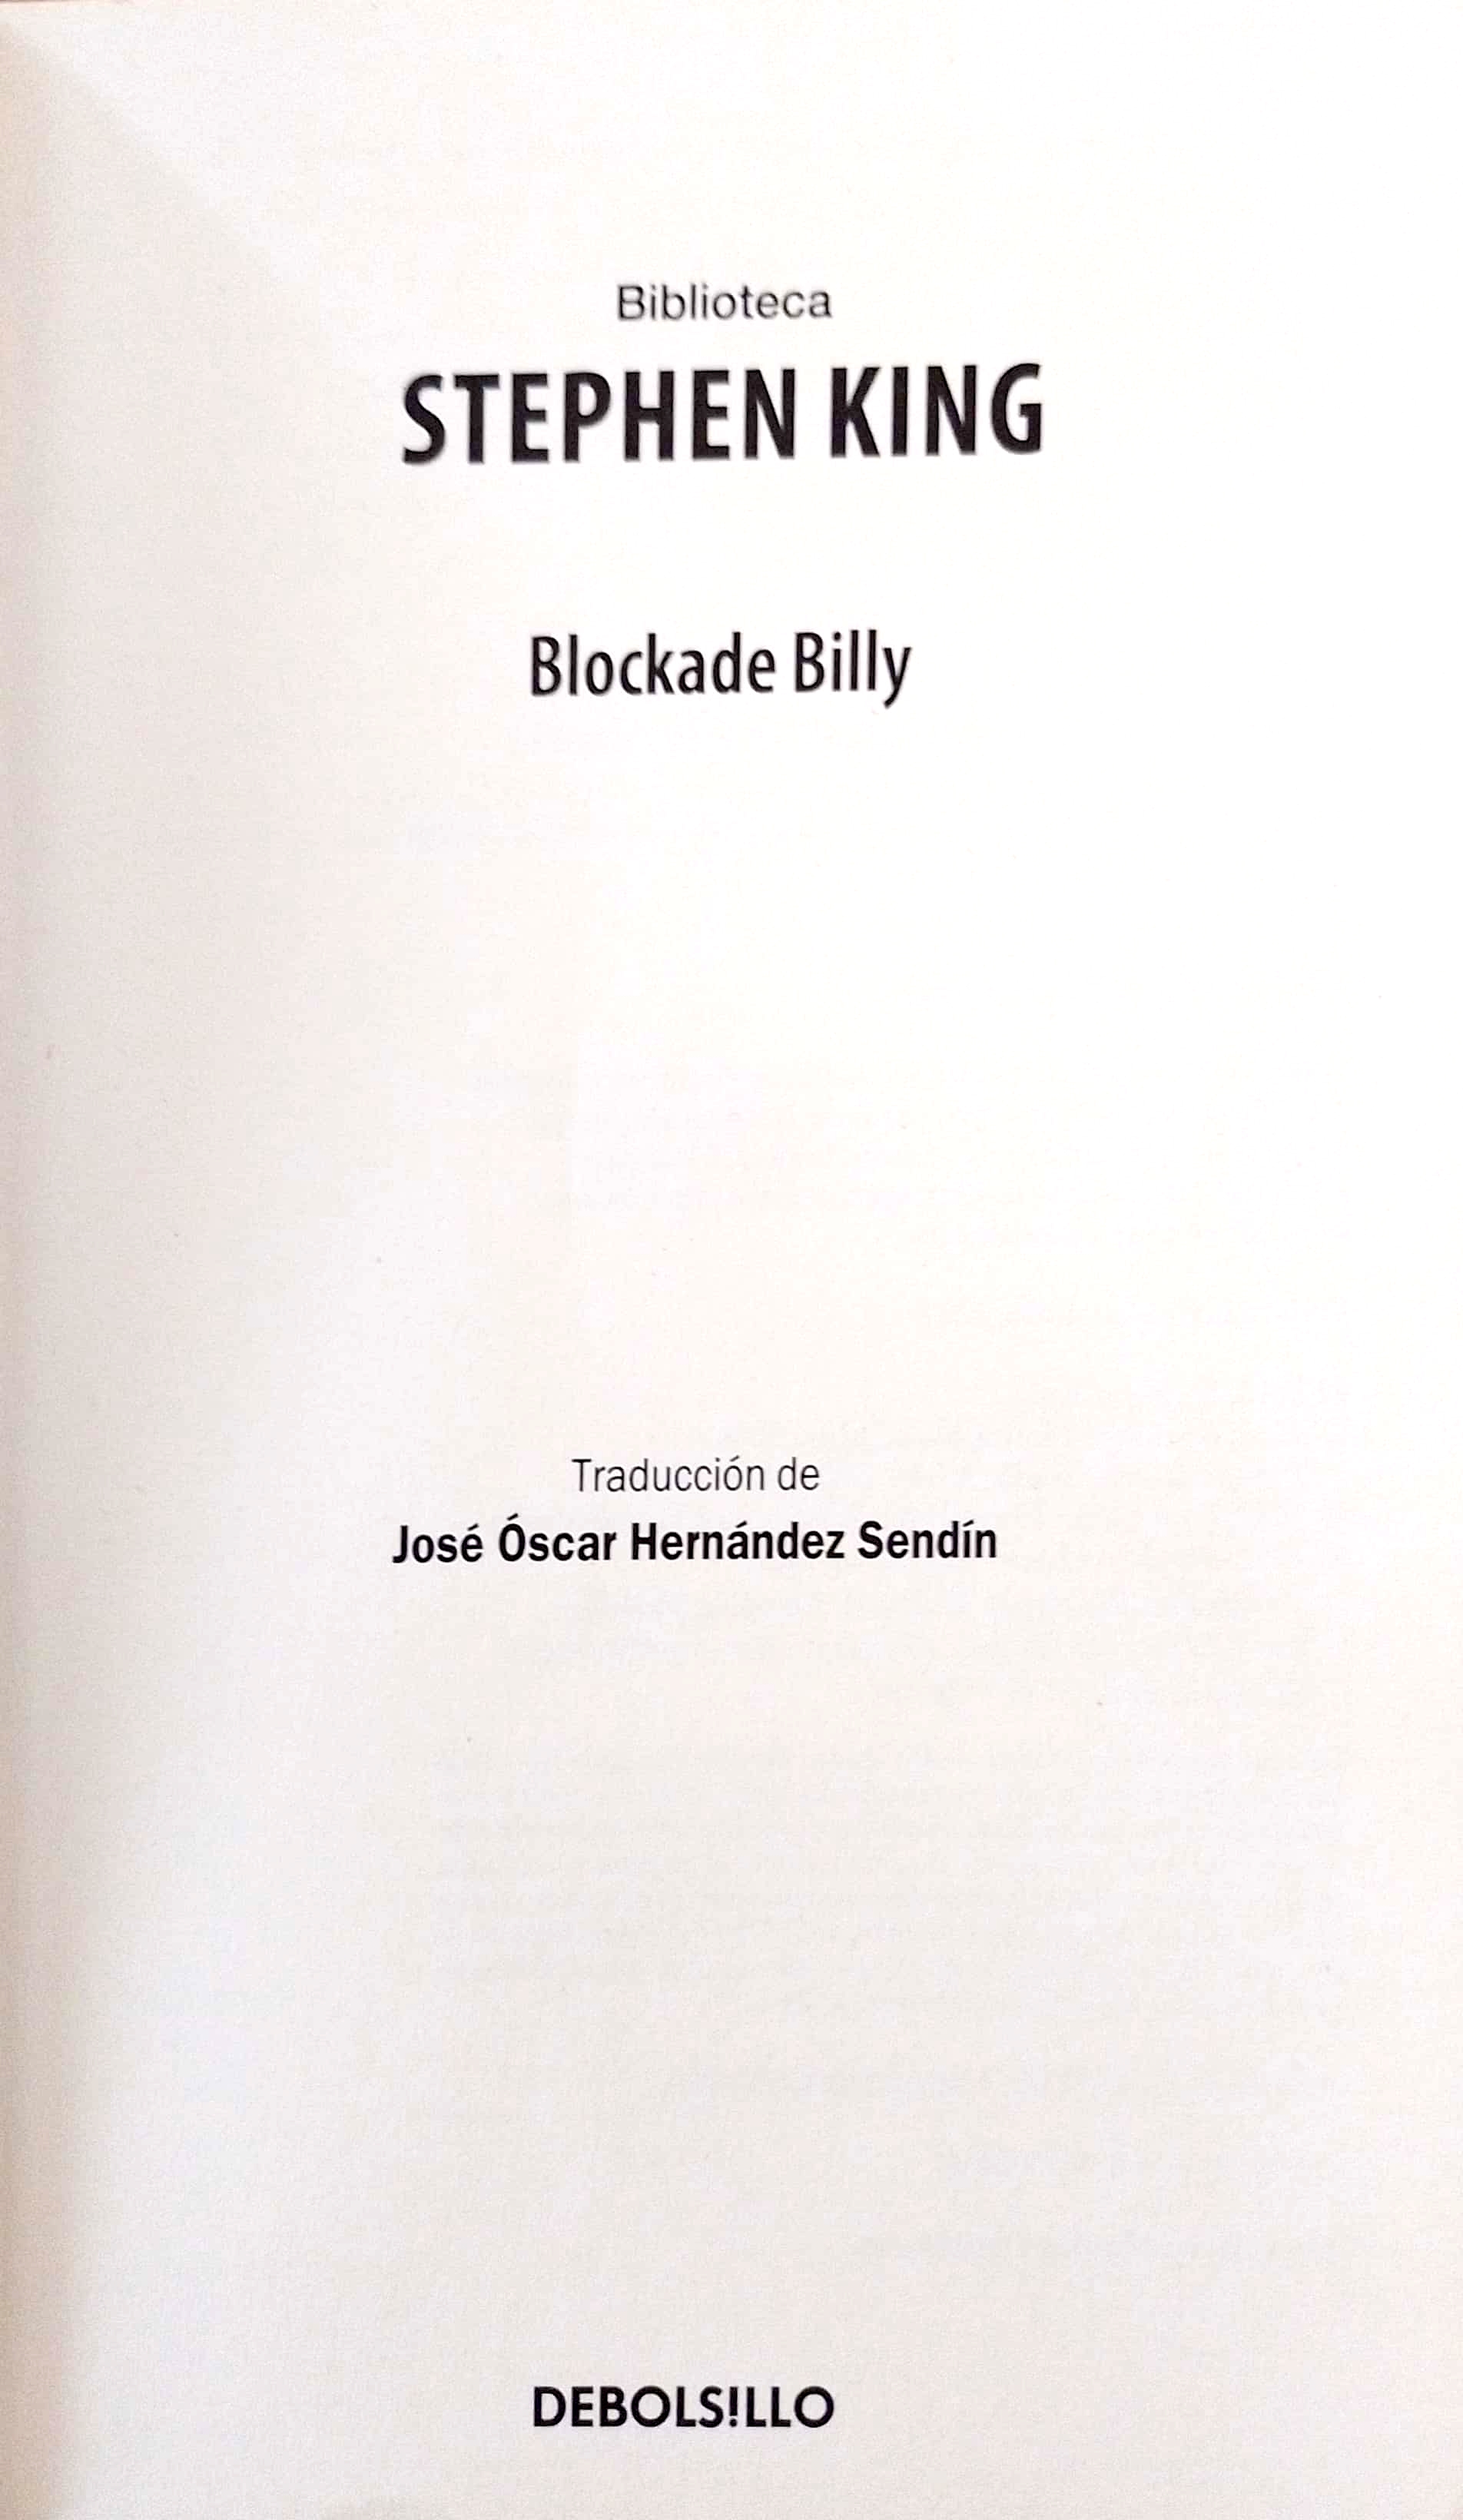 Biblioteca
STEPHEN KING
Blockade Billy
Traducción de
José Óscar Hernández Sendín
DEBOLS!LLO